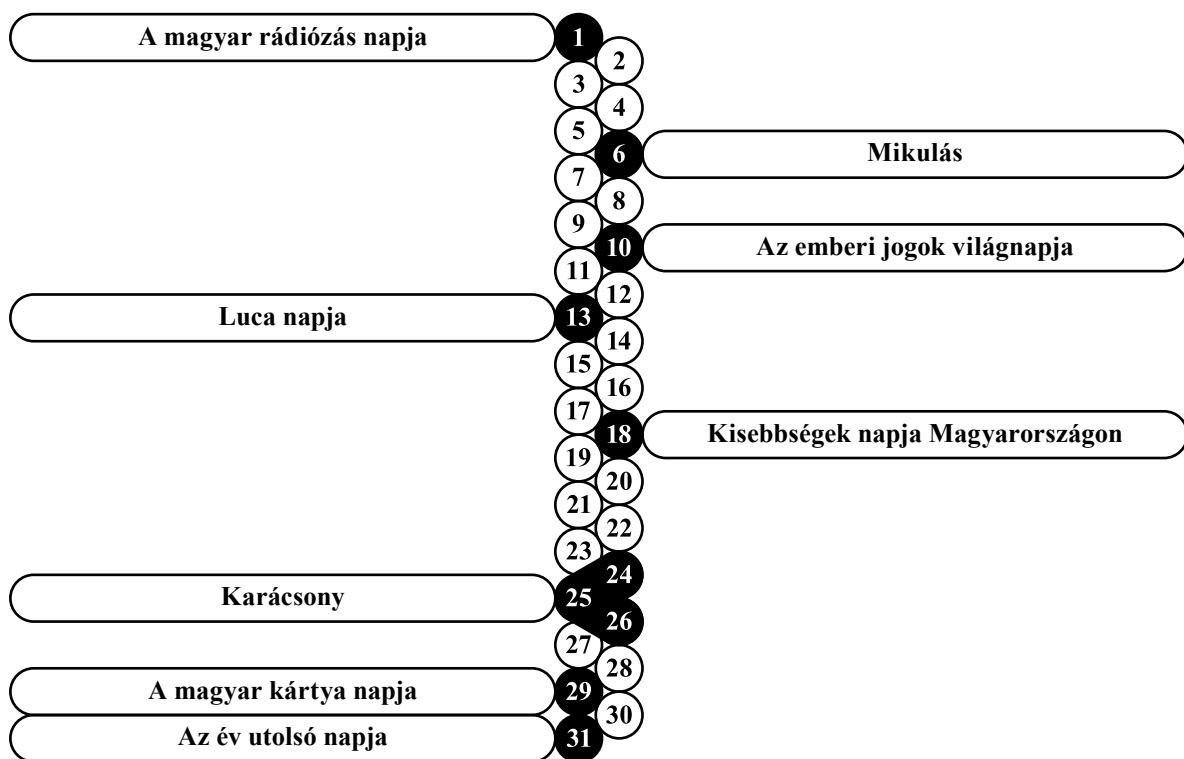 A magyar rádiózás napja 1
2
3
4
5
6 Mikulás
7
8
9
10 Az emberi jogok világnapja
11
12
Luca napja 13
14
15
16
17
18 Kisebbségek napja Magyarországon
19
20
21
22
23
24
Karácsony 25
26
27
28
A magyar kártya napja 29
30
Az év utolsó napja 31